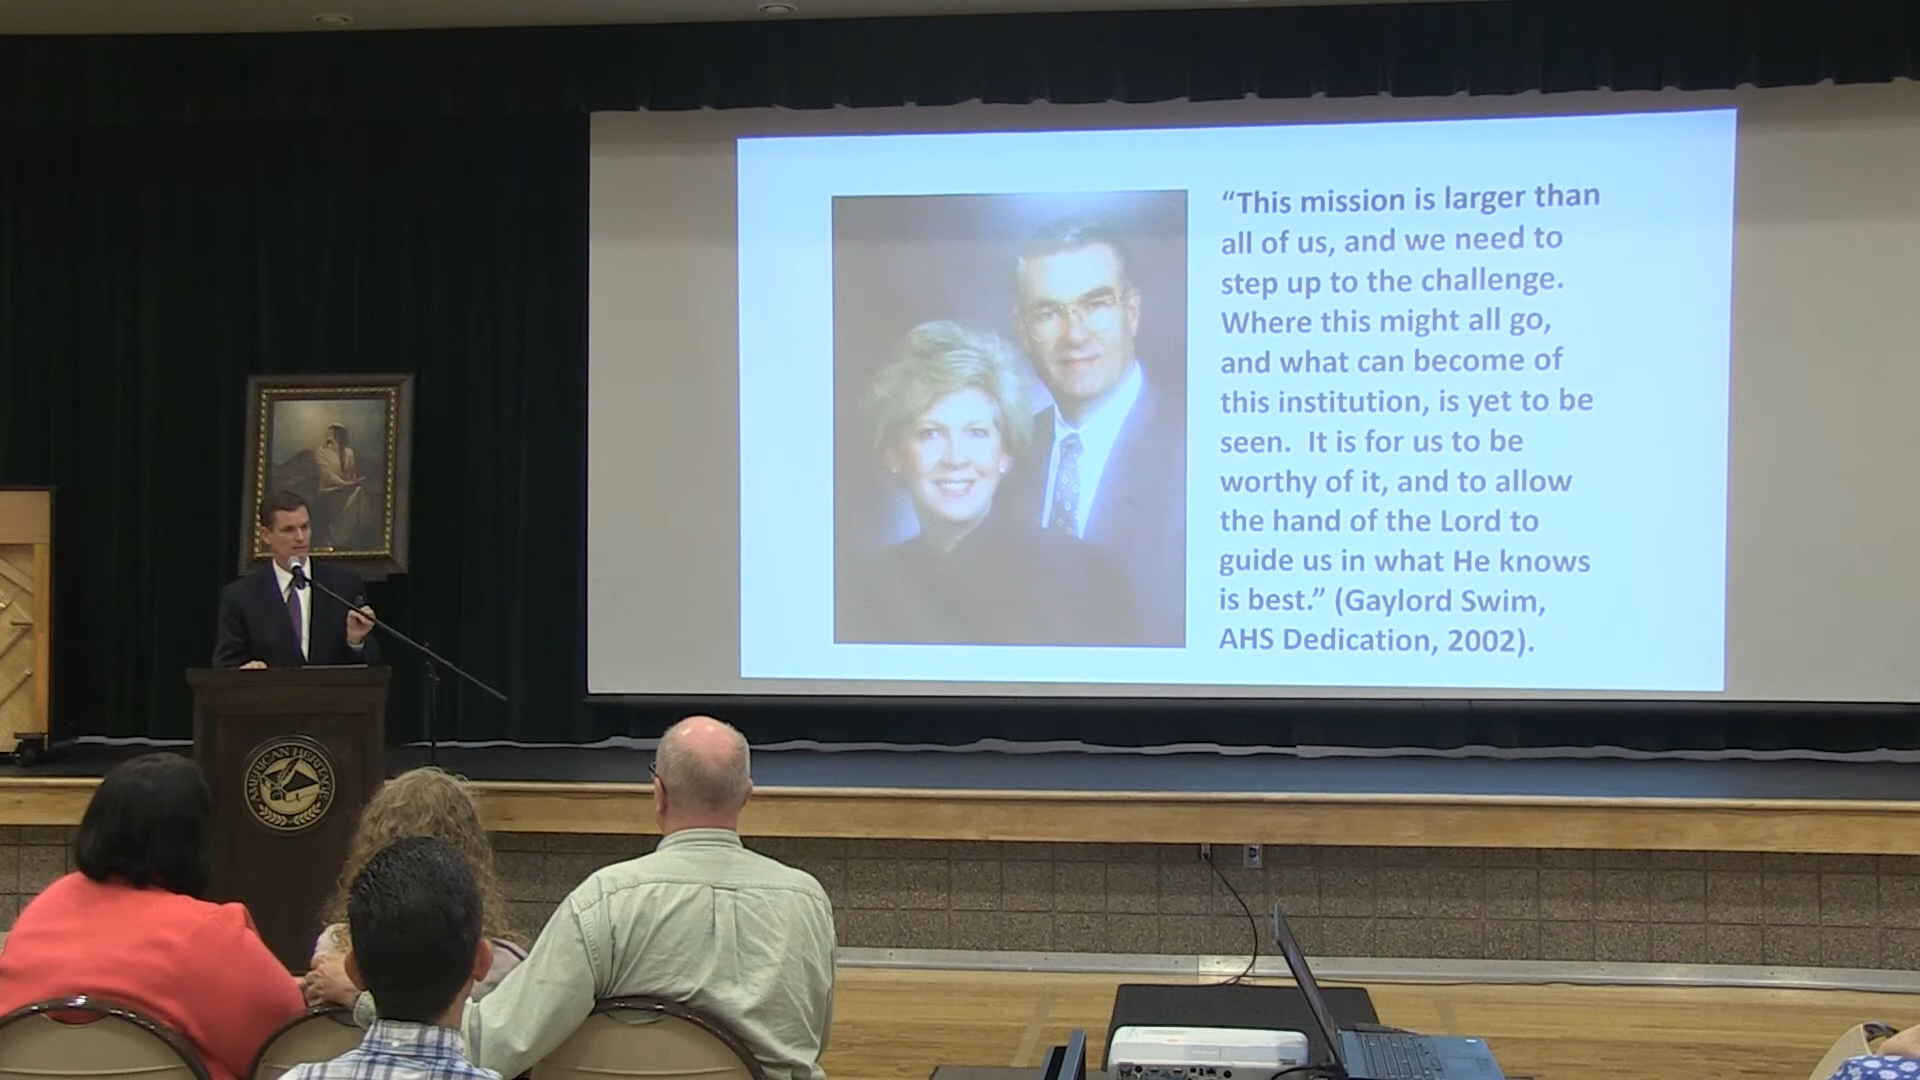 “This mission is larger than
all of us, and we need to
step up to the challenge.
Where this might all go,
and what can become of
this institution, is yet to be
seen.  It is for us to be
worthy of it, and to allow
the hand of the Lord to
guide us in what He knows
is best.” (Gaylord Swim,
AHS Dedication, 2002).
AMERICAN HERITAGE